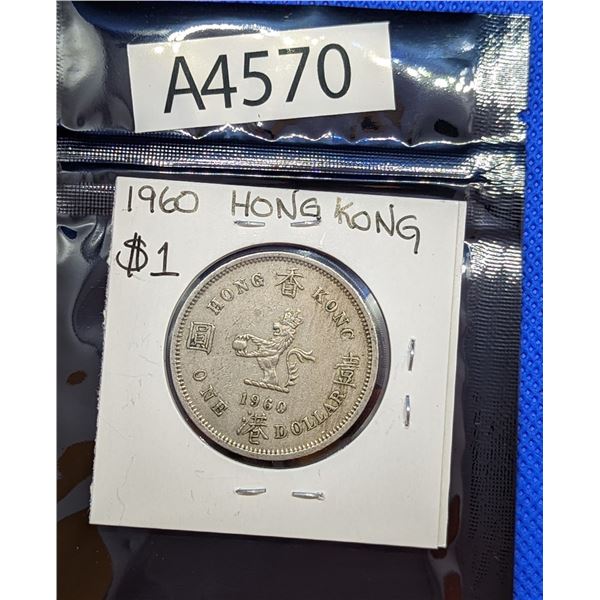 A4570
1960 HONG KONG
$1
HONG 香 KONG
圓 壹
1960
ONE 港 DOLLAR